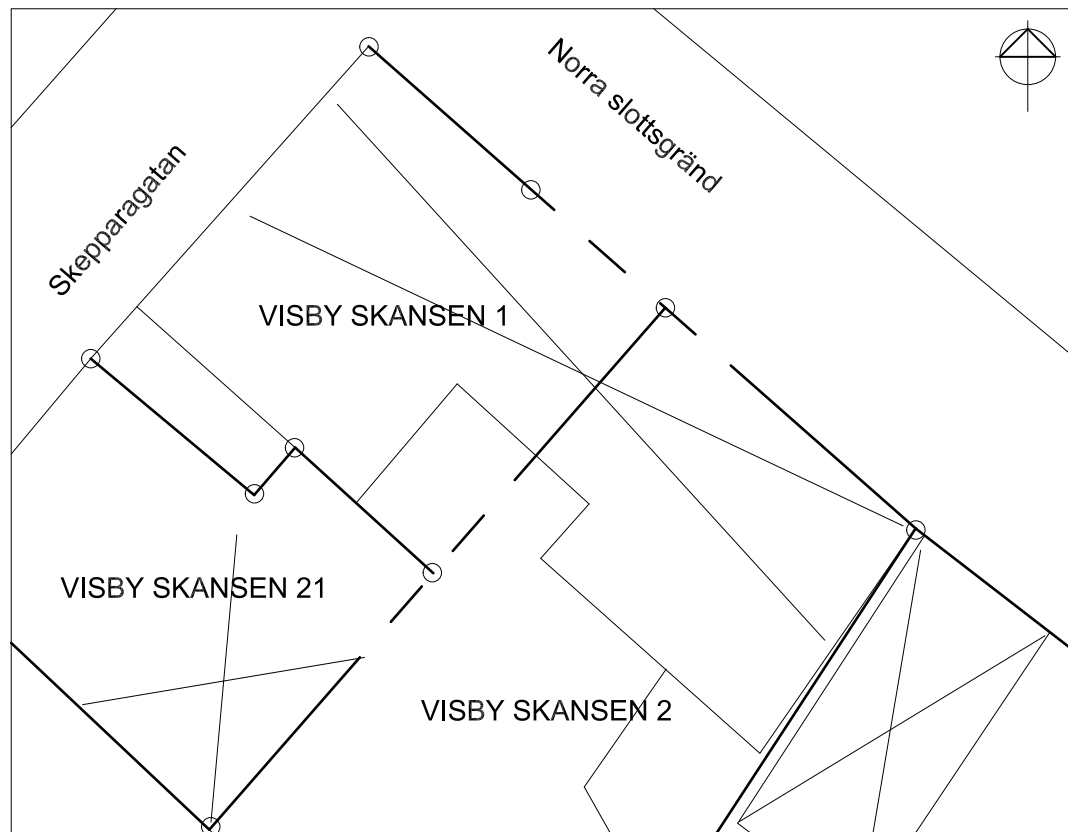 Norra slottsgränd
Skepparagatan
VISBY SKANSEN 1
VISBY SKANSEN 21
VISBY SKANSEN 2